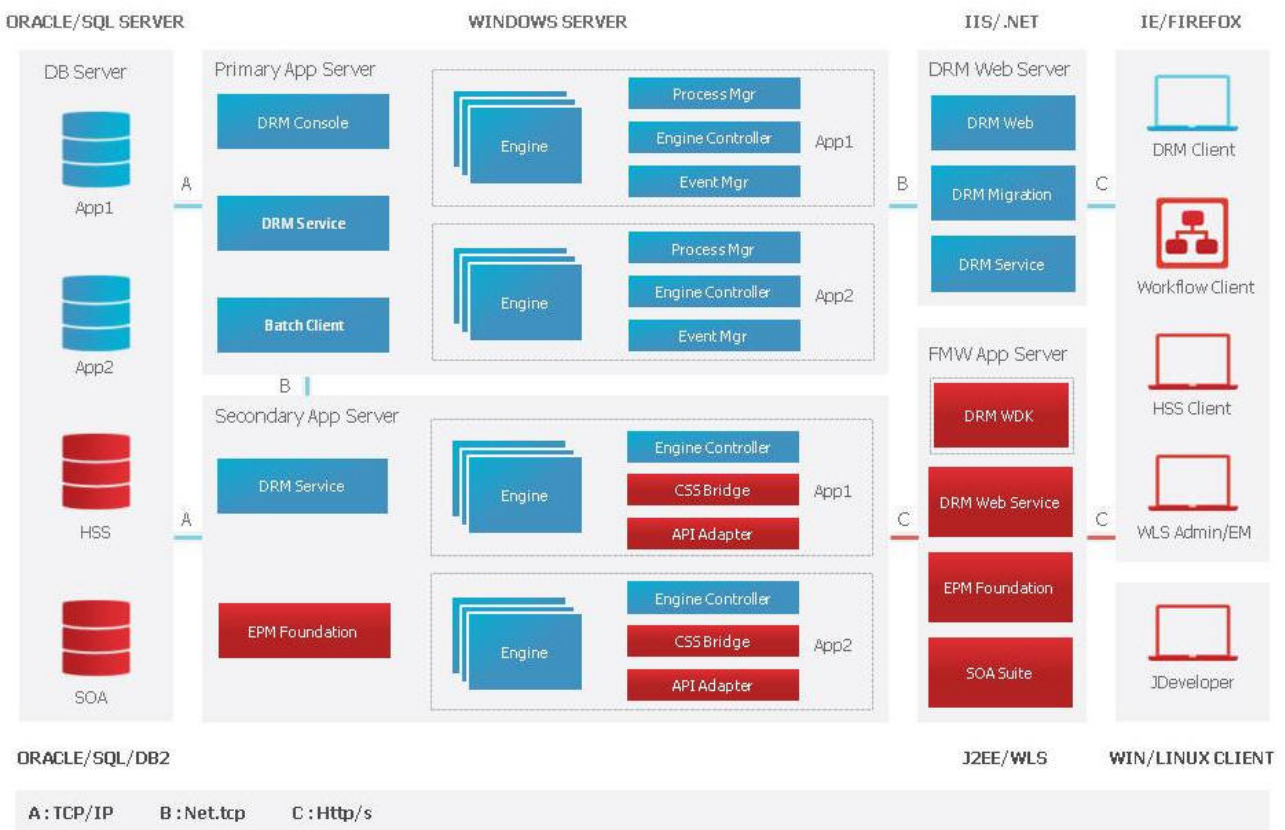 ORACLE/SQL SERVER
WINDOWS SERVER
IIS/.NET
IE/FIREFOX
DB Server
App1
App2
HSS
SOA
A
A
Primary App Server
DRM Console
DRM Service
Batch Client
Engine
Process Mgr
Engine Controller
Event Mgr
App1
Engine
Process Mgr
Engine Controller
Event Mgr
App2
B
Secondary App Server
DRM Service
EPM Foundation
Engine
Engine Controller
CSS Bridge
API Adapter
App1
Engine
Engine Controller
CSS Bridge
API Adapter
App2
B
C
DRM Web Server
DRM Web
DRM Migration
DRM Service
FMW App Server
DRM WDK
DRM Web Service
EPM Foundation
SOA Suite
C
C
DRM Client
Workflow Client
HSS Client
WLS Admin/EM
JDeveloper
ORACLE/SQL/DB2
J2EE/WLS
WIN/LINUX CLIENT
A : TCP/IP B : Net.tcp C : Http/s